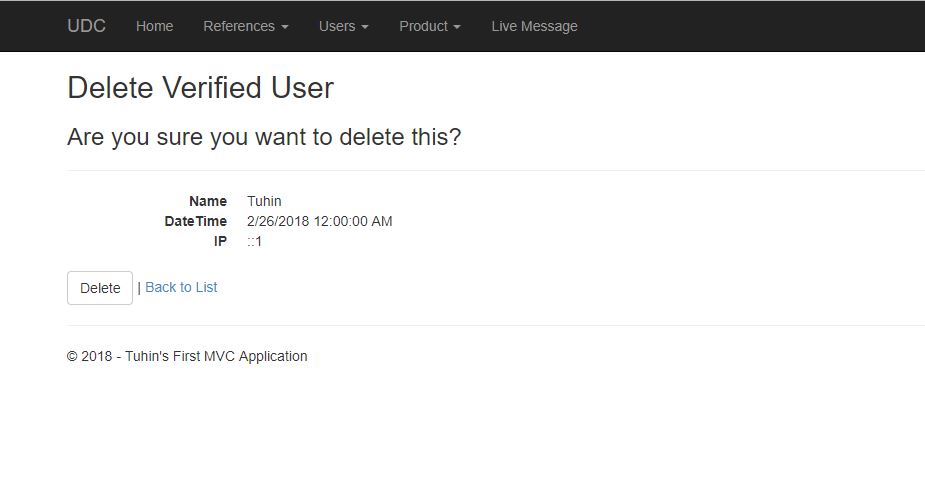 UDC Home References Users Product Live Message
Delete Verified User
Are you sure you want to delete this?
Name Tuhin
DateTime 2/26/2018 12:00:00 AM
IP ::1
Delete | Back to List
© 2018 - Tuhin's First MVC Application